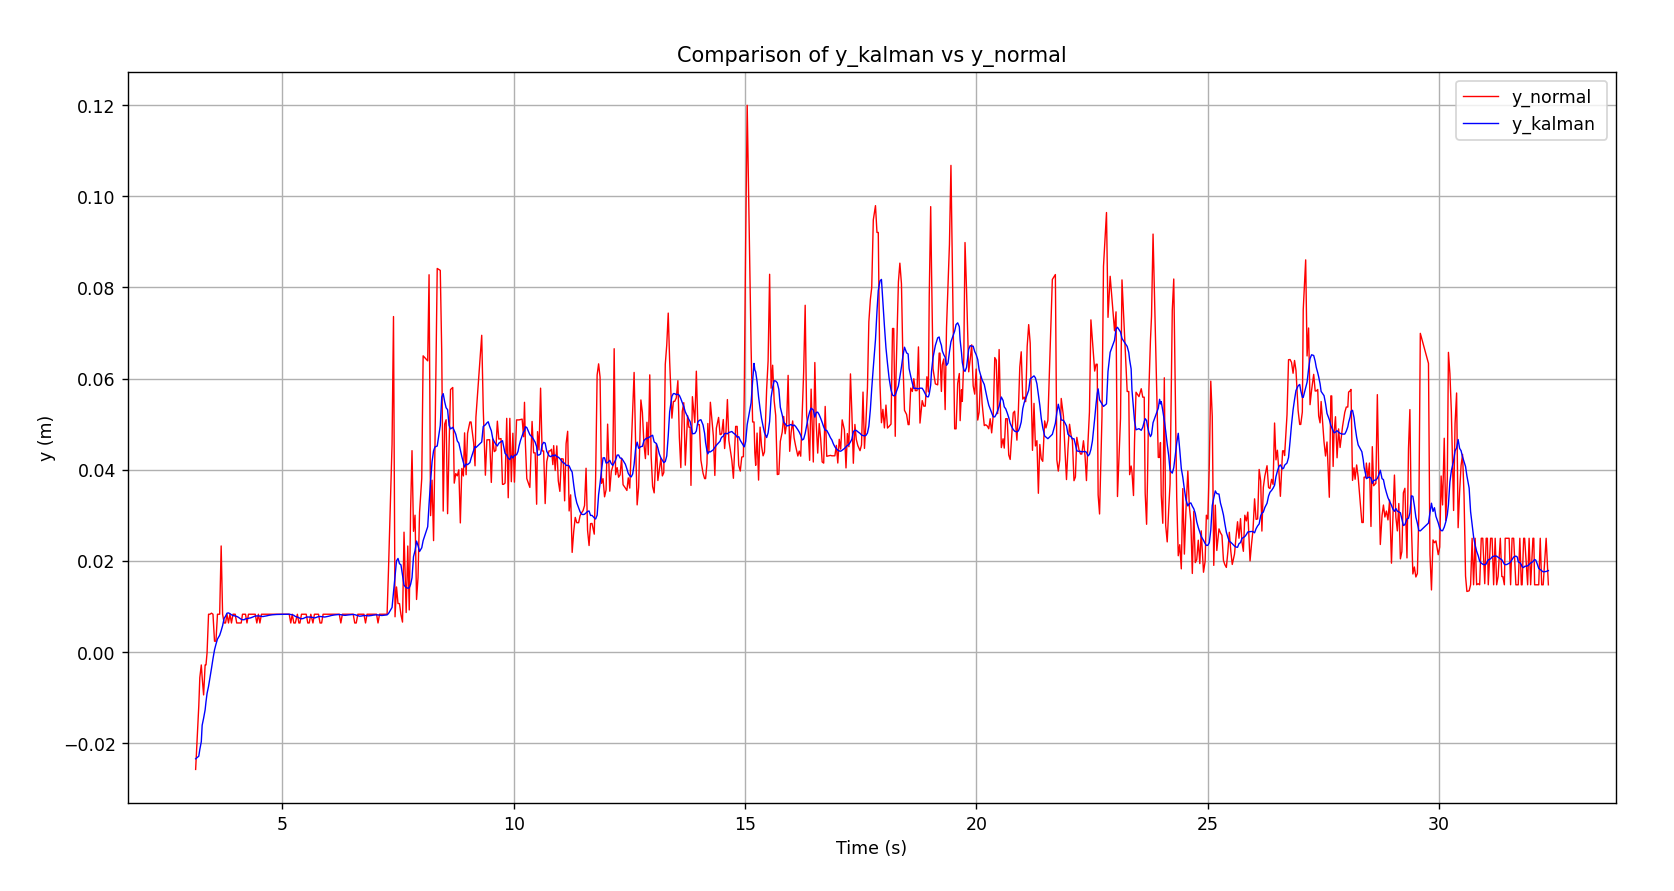 Comparison of y_kalman vs y_normal
y_normal
y_kalman
0.12
0.10
0.08
0.06
0.04
0.02
0.00
−0.02
y (m)
5 10 15 20 25 30
Time (s)